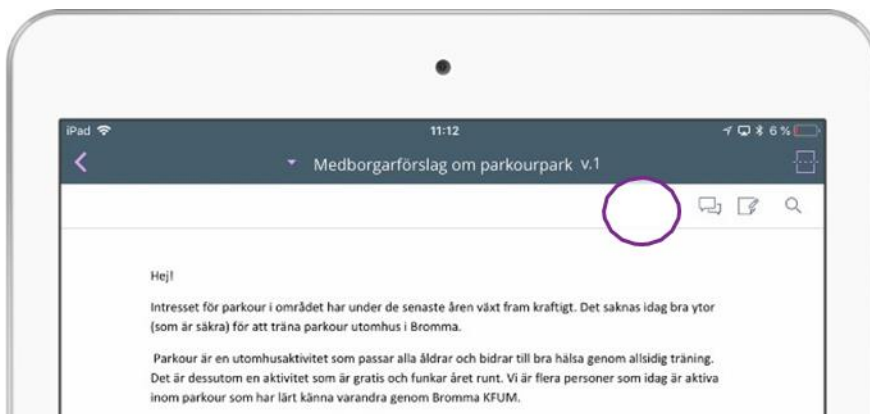 iPad
11:12
6 %
Medborgarförslag om parkourpark v.1
Hej!
Intresset för parkour i området har under de senaste åren växt fram kraftigt. Det saknas idag bra ytor
(som är säkra) för att träna parkour utomhus i Bromma.
Parkour är en utomhusaktivitet som passar alla åldrar och bidrar till bra hälsa genom allsidig träning.
Det är dessutom en aktivitet som är gratis och funkar året runt. Vi är flera personer som idag är aktiva
inom parkour som har lärt känna varandra genom Bromma KFUM.